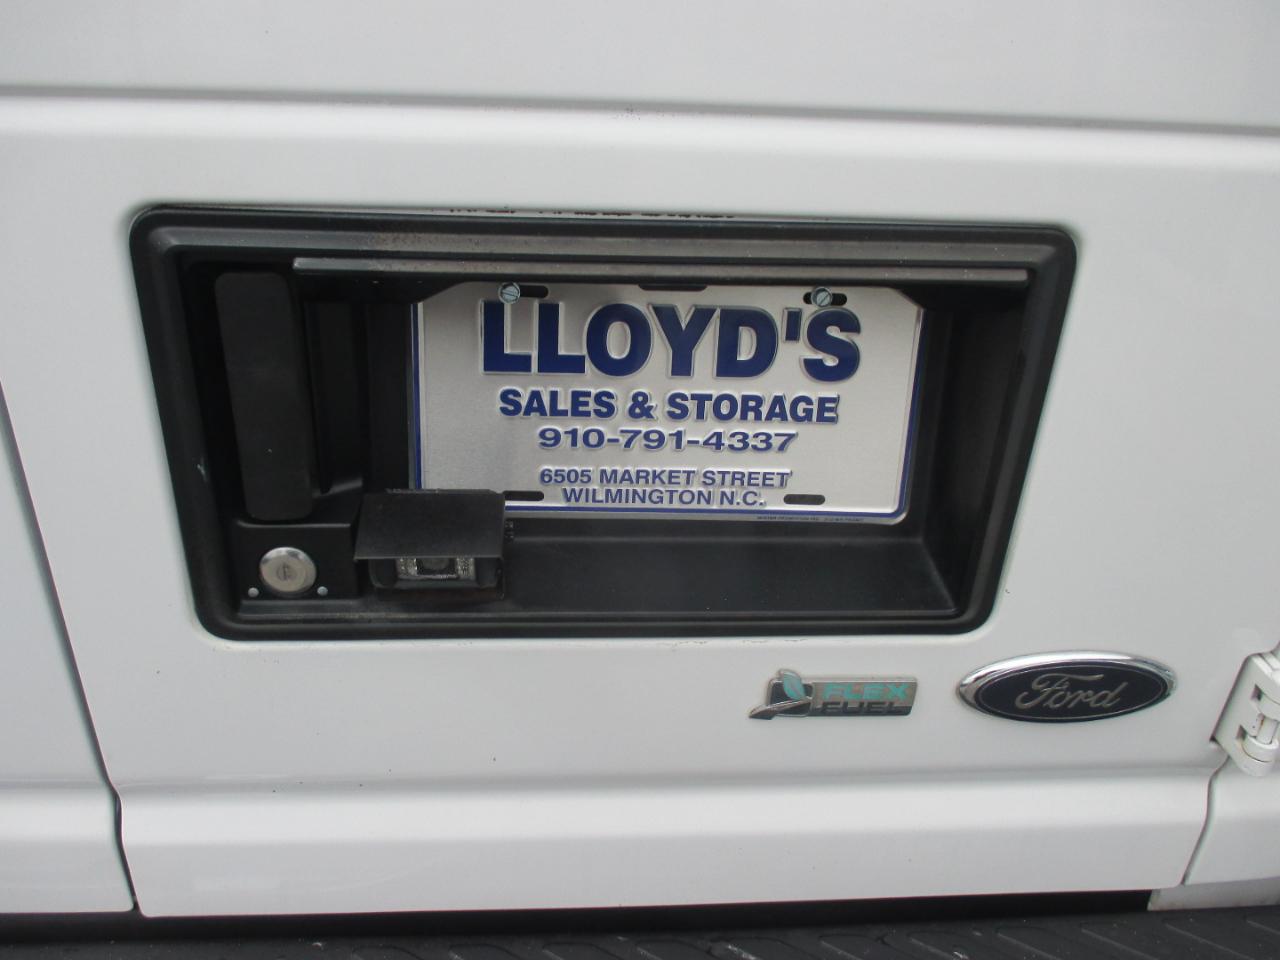 LLOYD'S
SALES & STORAGE
910-791-4337
6505 MARKET STREET
WILMINGTON N.C.
FLEX
FUEL
Ford